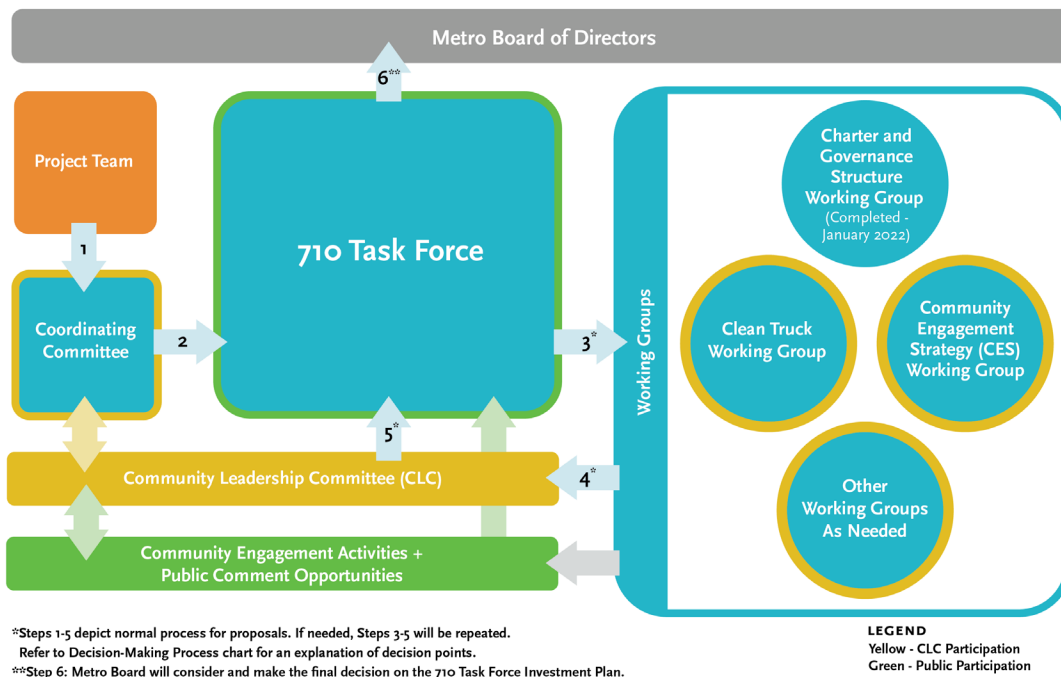 Metro Board of Directors
6**
Project Team
1
Coordinating
Committee
2
710 Task Force
3*
5*
Community Leadership Committee (CLC)
4*
Community Engagement Activities +
Public Comment Opportunities
Working Groups
Charter and
Governance
Structure
Working Group
(Completed -
January 2022)
Clean Truck
Working Group
Community
Engagement
Strategy (CES)
Working Group
Other
Working Groups
As Needed
*Steps 1-5 depict normal process for proposals. If needed, Steps 3-5 will be repeated.
Refer to Decision-Making Process chart for an explanation of decision points.
**Step 6: Metro Board will consider and make the final decision on the 710 Task Force Investment Plan.
LEGEND
Yellow - CLC Participation
Green - Public Participation